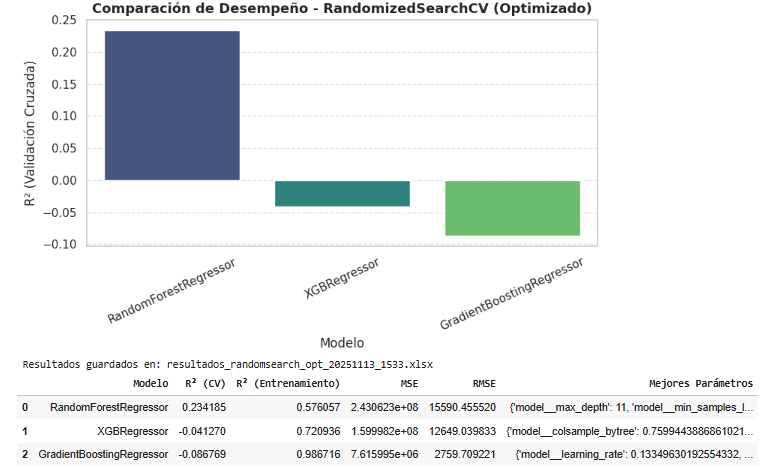 Comparación de Desempeño - RandomizedSearchCV (Optimizado)
R² (Validación Cruzada)
0.25
0.20
0.15
0.10
0.05
0.00
−0.05
−0.10
RandomForestRegressor
XGBRegressor
GradientBoostingRegressor
Modelo
Resultados guardados en: resultados_randomsearch_opt_20251113_1533.xlsx
Modelo R² (CV) R² (Entrenamiento) MSE RMSE Mejores Parámetros
0 RandomForestRegressor 0.234185 0.576057 2.430623e+08 15590.455520 {'model__max_depth': 11, 'model__min_samples_l...
1 XGBRegressor -0.041270 0.720936 1.599982e+08 12649.039833 {'model__colsample_bytree': 0.7599443886861021...
2 GradientBoostingRegressor -0.086769 0.986716 7.615995e+06 2759.709221 {'model__learning_rate': 0.13349630192554332, ...